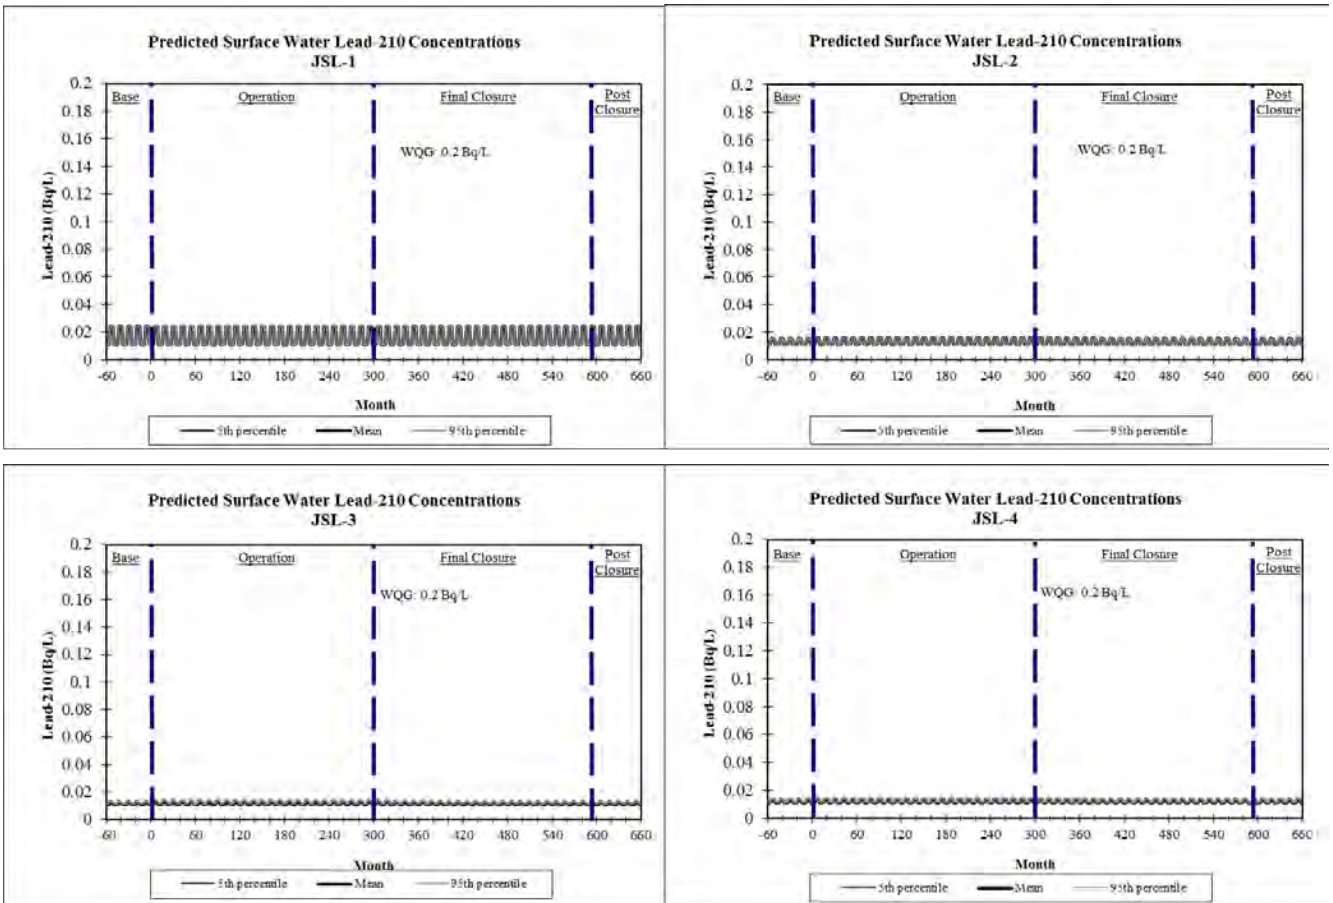 Predicted Surface Water Lead-210 Concentrations
JSL-1
Lead-210 (Bq/L)
0.2
0.18
0.16
0.14
0.12
0.1
0.08
0.06
0.04
0.02
0
Base Operation Final Closure Post
Closure
WQG: 0.2 Bq/L
-60 0 60 120 180 240 300 360 420 480 540 600 660
Month
5th percentile Mean 95th percentile
Predicted Surface Water Lead-210 Concentrations
JSL-2
Lead-210 (Bq/L)
0.2
0.18
0.16
0.14
0.12
0.1
0.08
0.06
0.04
0.02
0
Base Operation Final Closure Post
Closure
WQG: 0.2 Bq/L
-60 0 60 120 180 240 300 360 420 480 540 600 660
Month
5th percentile Mean 95th percentile
Predicted Surface Water Lead-210 Concentrations
JSL-3
Lead-210 (Bq/L)
0.2
0.18
0.16
0.14
0.12
0.1
0.08
0.06
0.04
0.02
0
Base Operation Final Closure Post
Closure
WQG: 0.2 Bq/L
-60 0 60 120 180 240 300 360 420 480 540 600 660
Month
5th percentile Mean 95th percentile
Predicted Surface Water Lead-210 Concentrations
JSL-4
Lead-210 (Bq/L)
0.2
0.18
0.16
0.14
0.12
0.1
0.08
0.06
0.04
0.02
0
Base Operation Final Closure Post
Closure
WQG: 0.2 Bq/L
-60 0 60 120 180 240 300 360 420 480 540 600 660
Month
5th percentile Mean 95th percentile